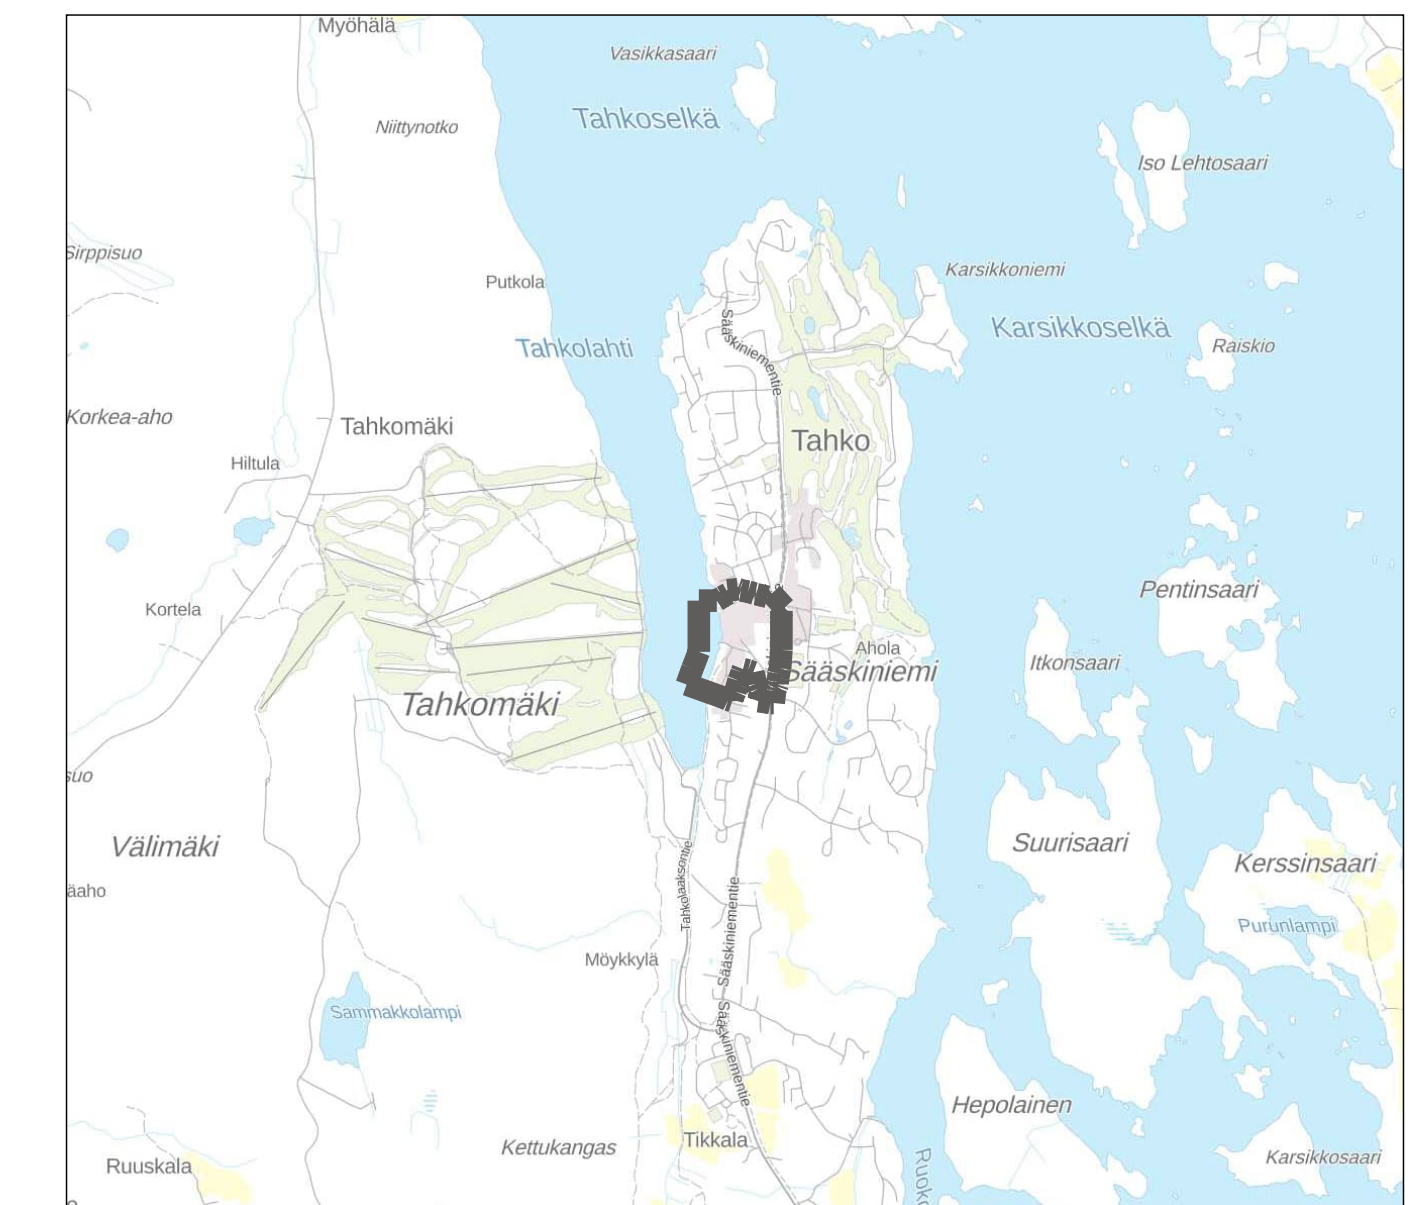 Myöhälä
Vasikkasaari
Tahkoselkä
Niittynotko
Iso Lehtosaari
Sirppisuo
Karsikkoniemi
Putkola
Karsikkoselkä
Sääskiniementie
Tahkolahti
Raiskio
Korkea-aho
Tahkomäki
Tahko
Hiltula
Pentinsaari
Kortela
Ahola
Itkonsaari
Sääskiniemi
Tahkomäki
suo
Välimäki
Suurisaari
Kerssinsaari
Tahkolaaksontie
äaho
Sääskiniementie
Purunlampi
Möykkylä
Sammakkolampi
Sääskiniementie
Hepolainen
Tikkala
Kettukangas
Karsikkosaari
Ruuskala
Ruok